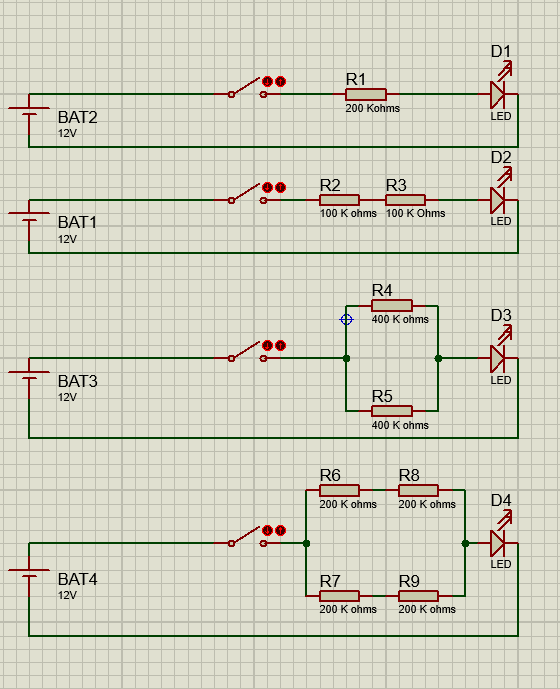 D1
R1
BAT2
12V
200 Kohms
LED
D2
R2 R3
BAT1
12V
100 K ohms 100 K Ohms
LED
R4
400 K ohms
D3
BAT3
12V
LED
R5
400 K ohms
R6 R8
200 K ohms 200 K ohms
D4
BAT4
12V
LED
R7 R9
200 K ohms 200 K ohms